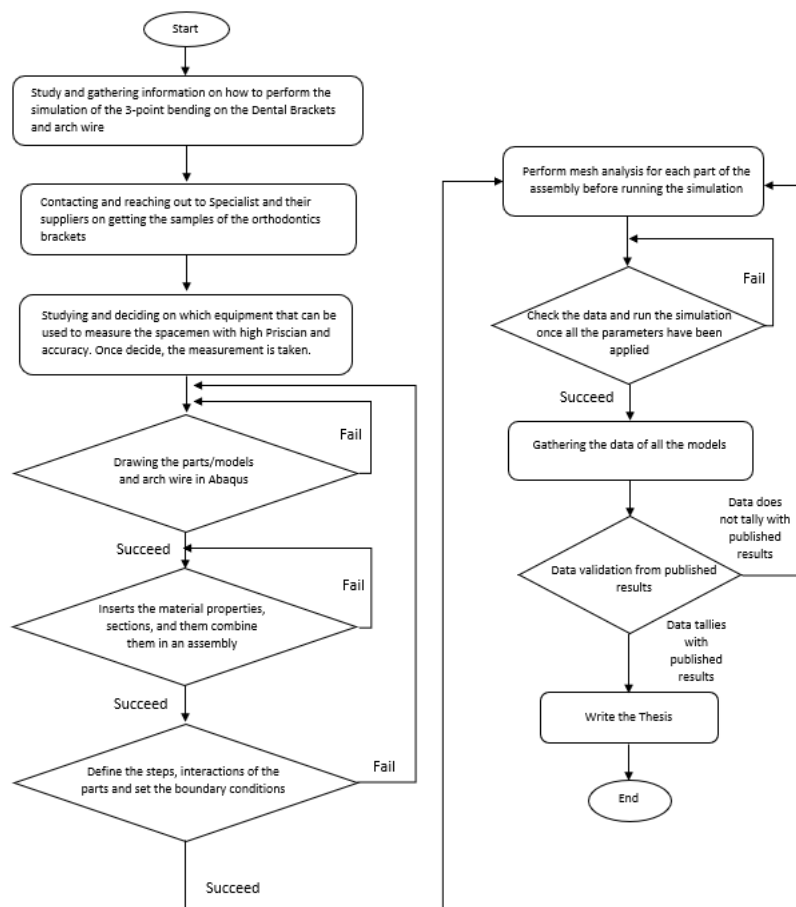 Start
Study and gathering information on how to perform the
simulation of the 3-point bending on the Dental Brackets
and arch wire
Contacting and reaching out to Specialist and their
suppliers on getting the samples of the orthodontics
brackets
Studying and deciding on which equipment that can be
used to measure the spacemen with high Priscian and
accuracy. Once decide, the measurement is taken.
Fail
Drawing the parts/models
and arch wire in Abaqus
Succeed
Fail
Inserts the material properties,
sections, and them combine
them in an assembly
Succeed
Fail
Define the steps, interactions of the
parts and set the boundary conditions
Succeed
Perform mesh analysis for each part of the
assembly before running the simulation
Fail
Check the data and run the simulation
once all the parameters have been
applied
Succeed
Gathering the data of all the models
Data does
not tally with
published
results
Data validation from published
results
Data tallies
with
published
results
Write the Thesis
End